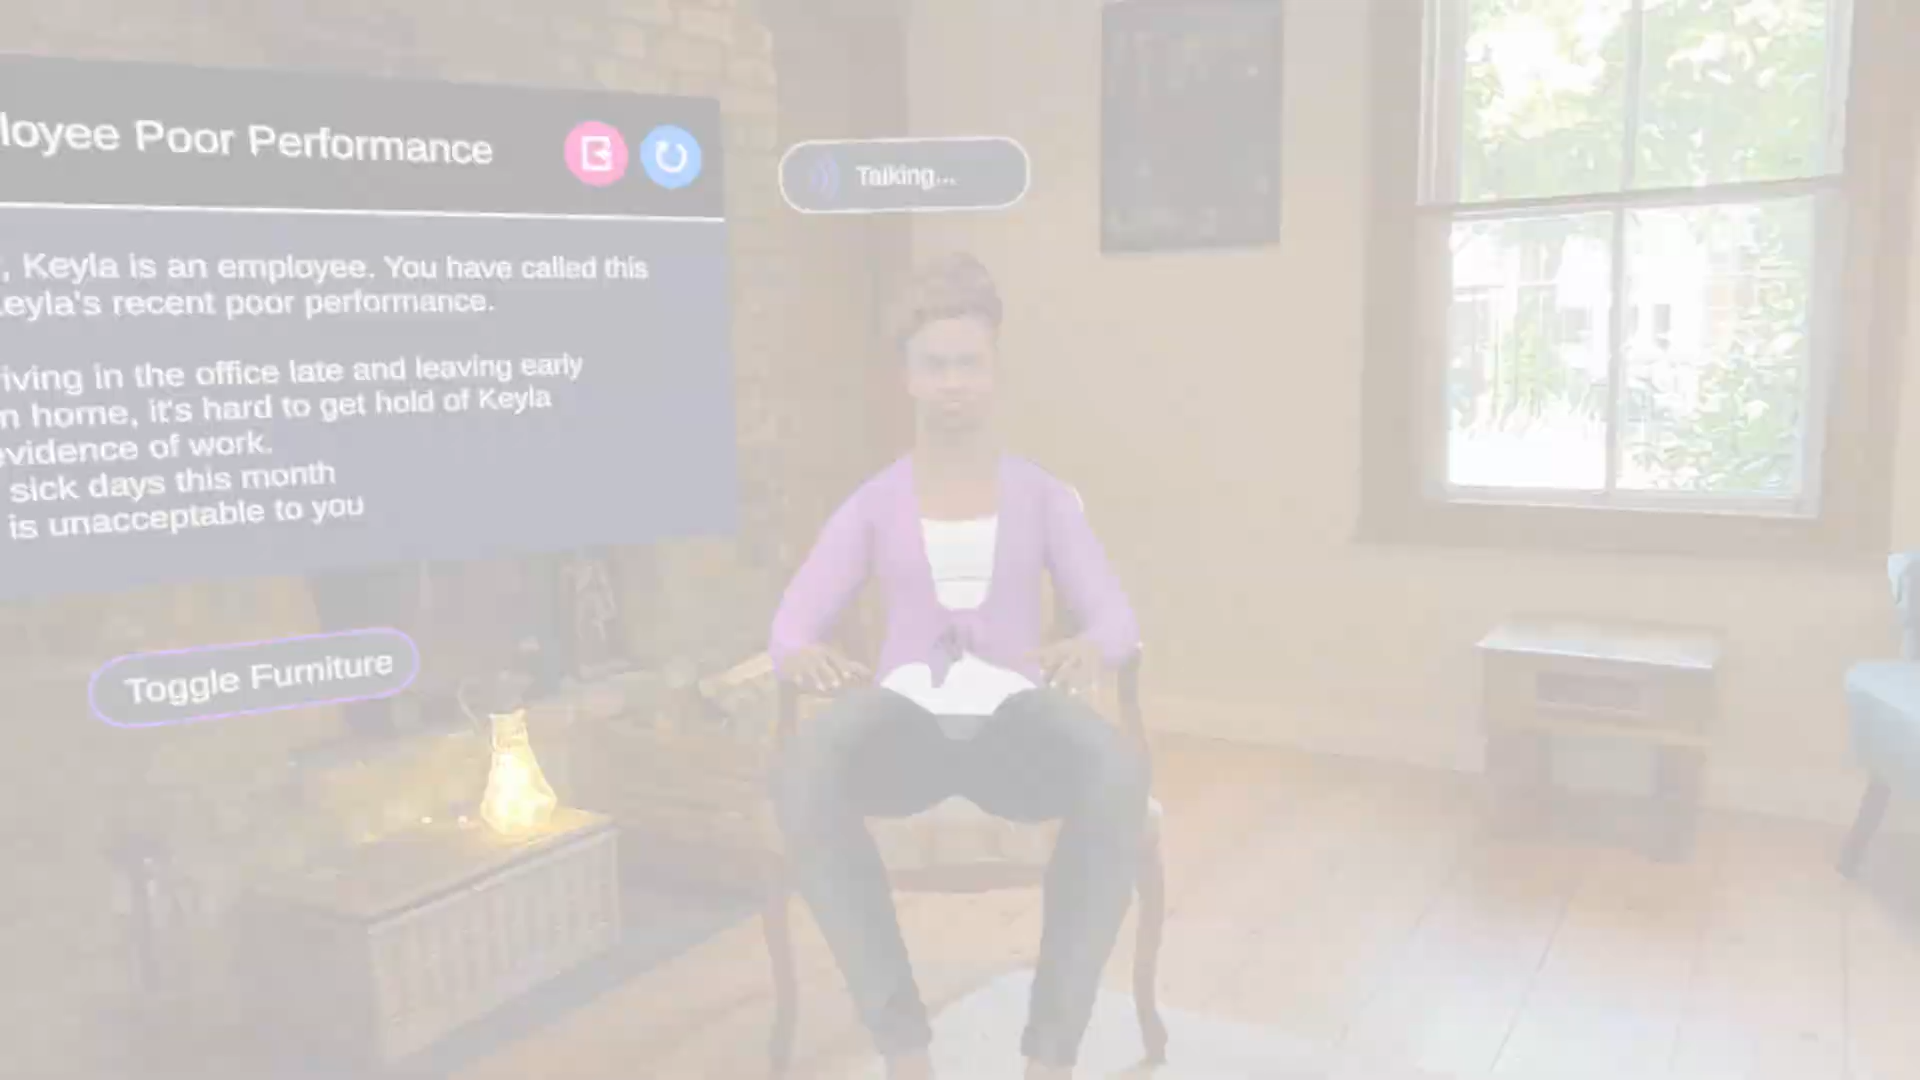 loyee Poor Performance
Talking...
, Keyla is an employee. You have called this
eyla's recent poor performance.
iving in the office late and leaving early
n home, it's hard to get hold of Keyla
evidence of work.
sick days this month
is unacceptable to you
Toggle Furniture